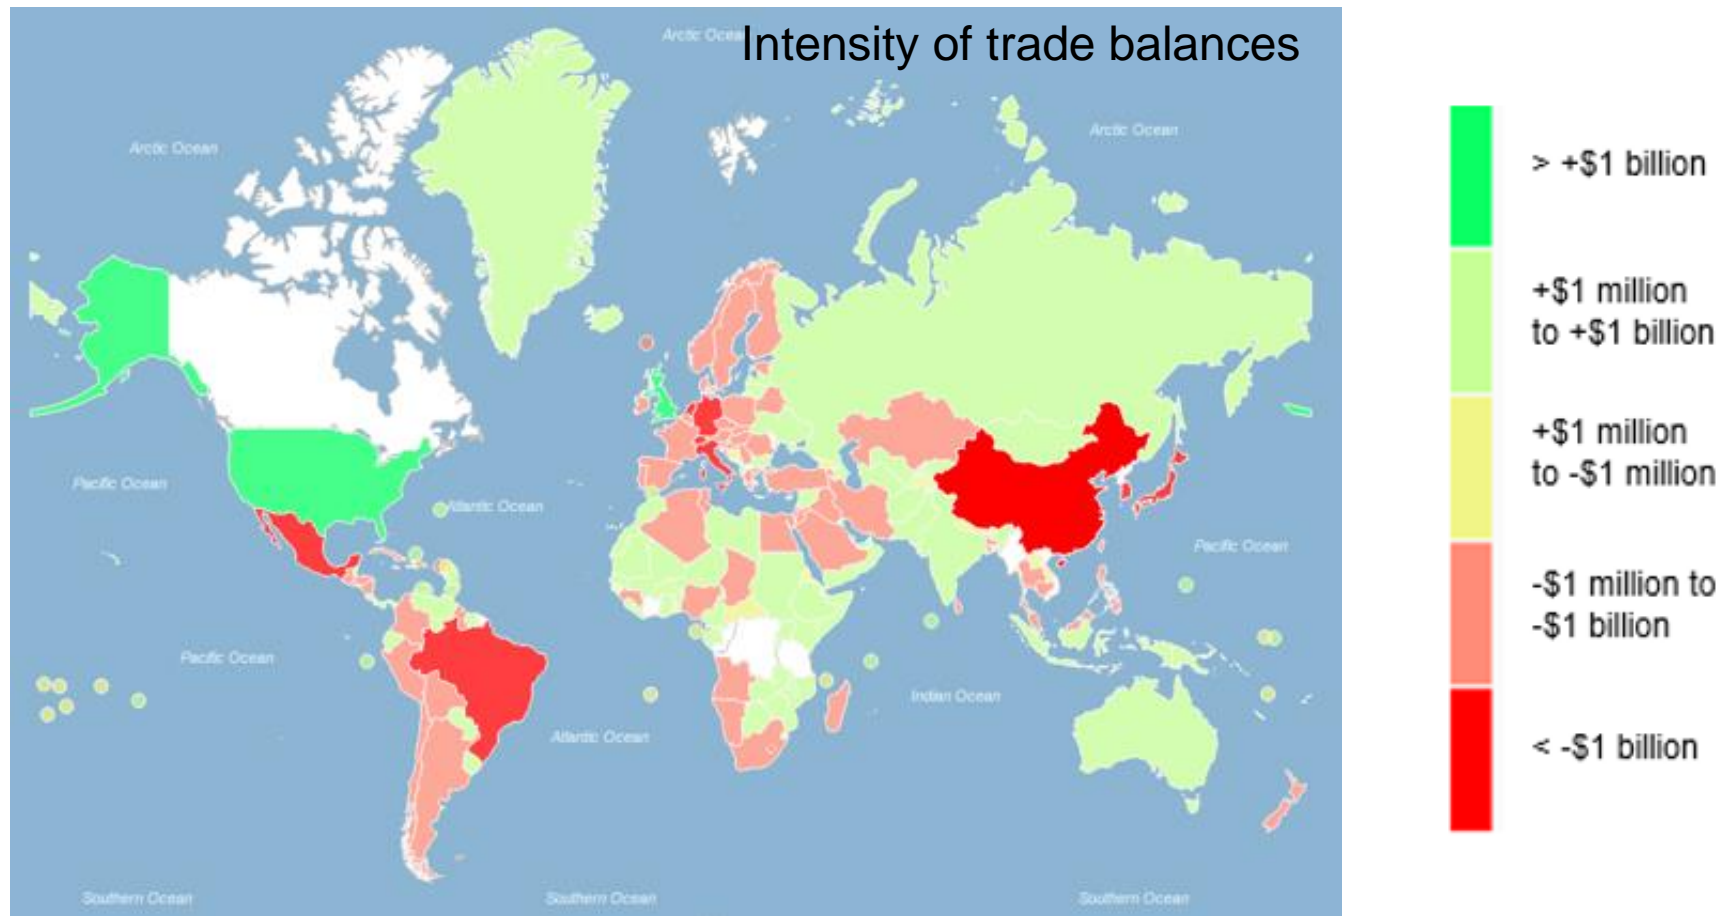 Arctic Ocean
Intensity of trade balances
Arctic Ocean
Arctic Ocean
Pacific Ocean
Atlantic Ocean
Pacific Ocean
Pacific Ocean
Indian Ocean
Atlantic Ocean
Southern Ocean
Southern Ocean
Southern Ocean
> +$1 billion
+$1 million
to +$1 billion
+$1 million
to -$1 million
-$1 million to
-$1 billion
< -$1 billion